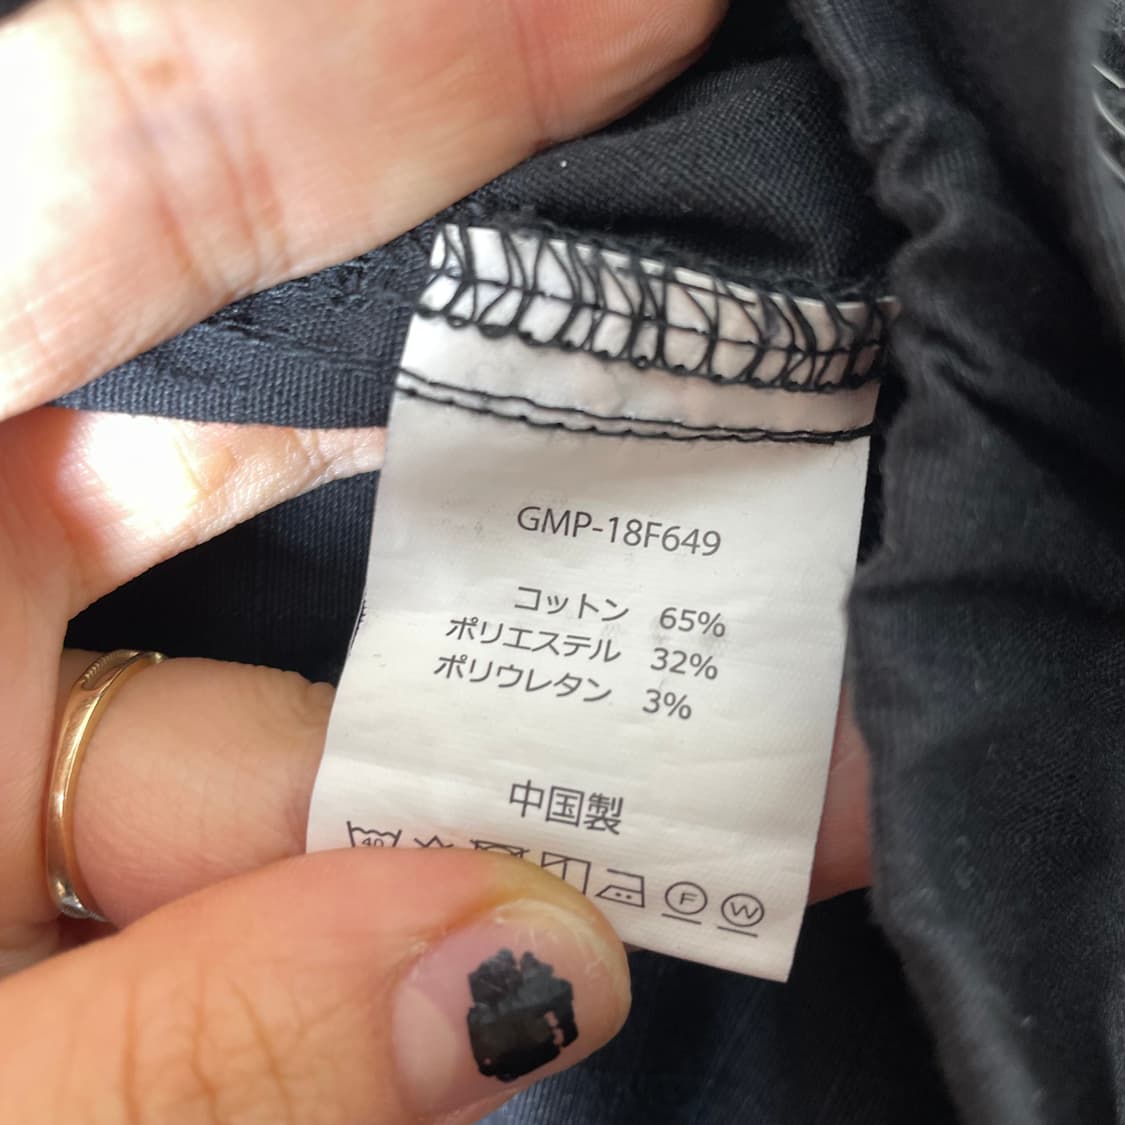 GMP-18F649
コットン 65%
ポリエステル 32%
ポリウレタン 3%
中国製
40 F W